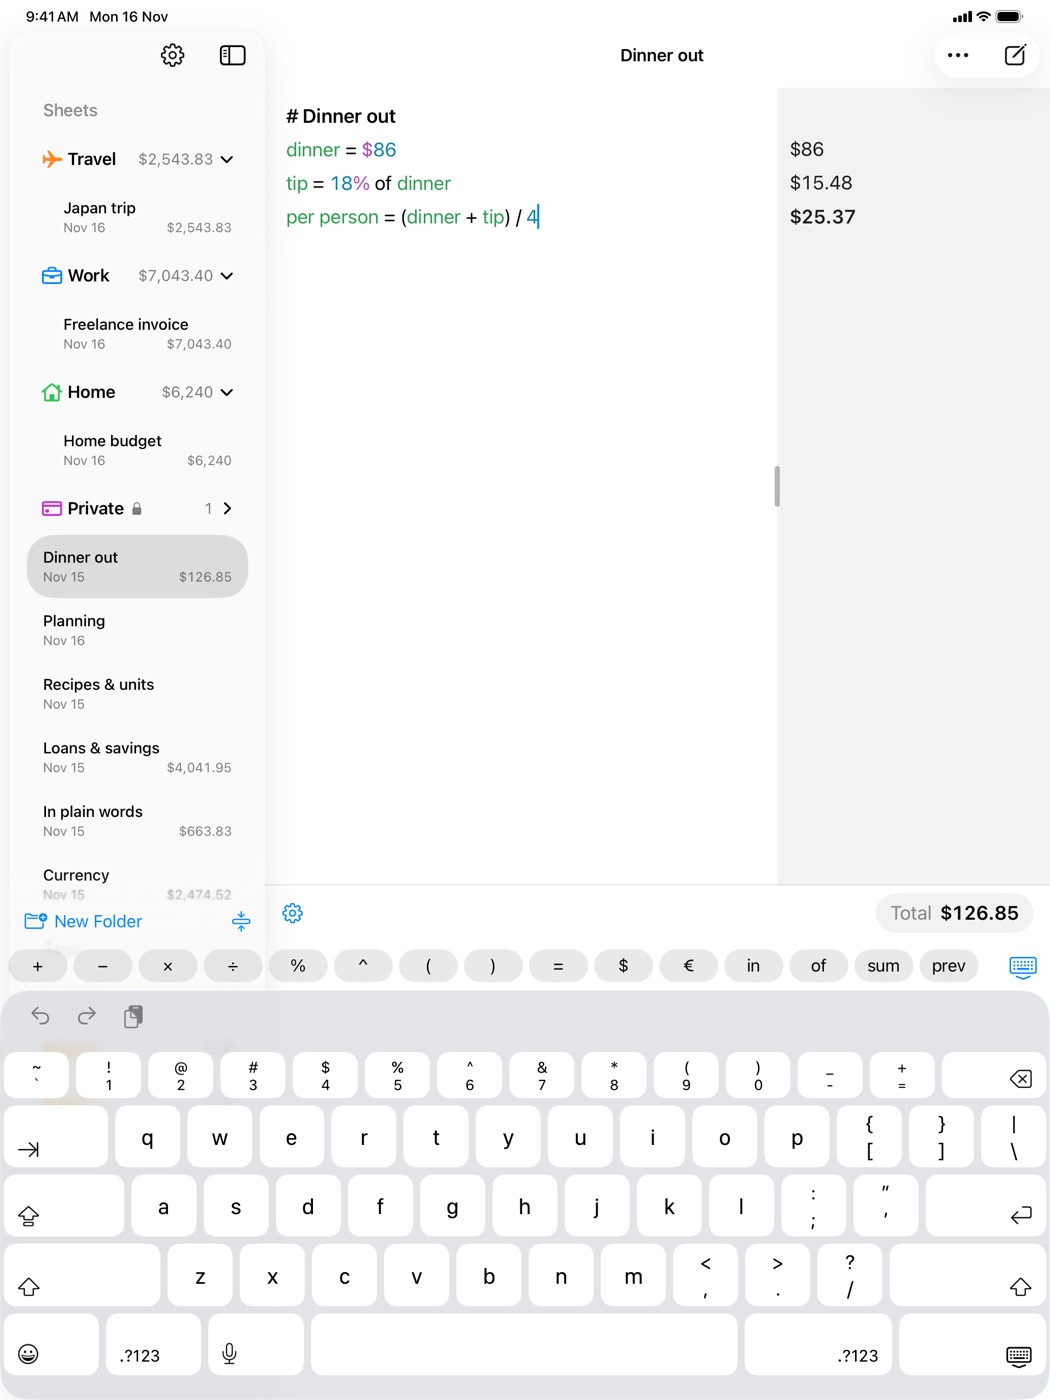 9:41 AM Mon 16 Nov
Dinner out
Sheets
Travel $2,543.83
Japan trip
Nov 16 $2,543.83
Work $7,043.40
Freelance invoice
Nov 16 $7,043.40
Home $6,240
Home budget
Nov 16 $6,240
Private 1
Dinner out
Nov 15 $126.85
Planning
Nov 16
Recipes & units
Nov 15
Loans & savings
Nov 15 $4,041.95
In plain words
Nov 15 $663.83
Currency
Nov 15 $2,474.52
New Folder
# Dinner out
dinner = $86 $86
tip = 18% of dinner $15.48
per person = (dinner + tip) / 4 $25.37
Total $126.85
+ − × ÷ % ^ ( ) = $ € in of sum prev
~ ! @ # $ % ^ & * ( ) _ +
` 1 2 3 4 5 6 7 8 9 0 - =
q w e r t y u i o p { } |
[ ] \
a s d f g h j k l : "
; '
z x c v b n m < > ?
, . /
.?123 .?123